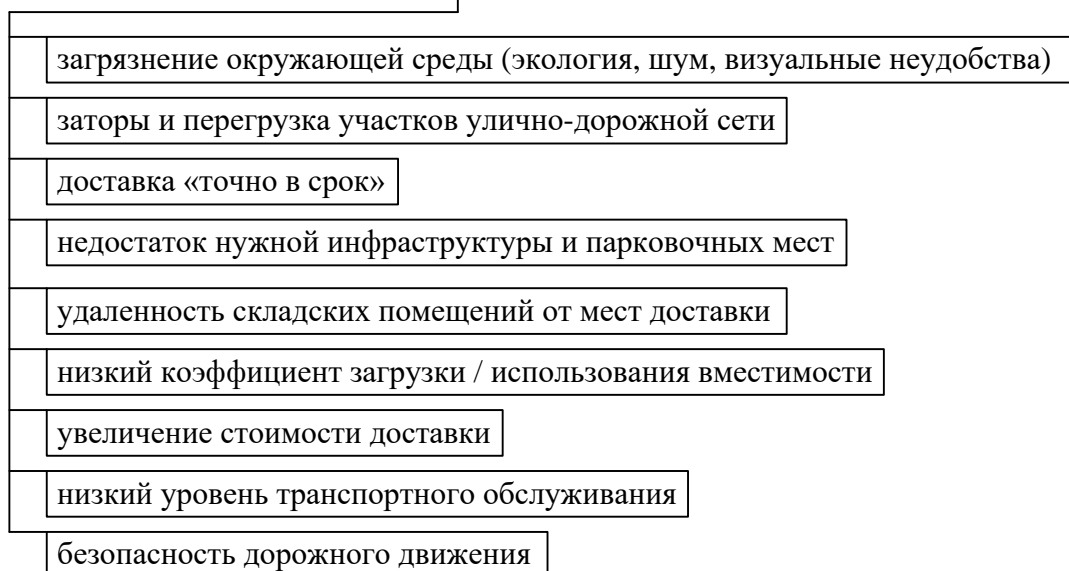 загрязнение окружающей среды (экология, шум, визуальные неудобства)
заторы и перегрузка участков улично-дорожной сети
доставка «точно в срок»
недостаток нужной инфраструктуры и парковочных мест
удаленность складских помещений от мест доставки
низкий коэффициент загрузки / использования вместимости
увеличение стоимости доставки
низкий уровень транспортного обслуживания
безопасность дорожного движения